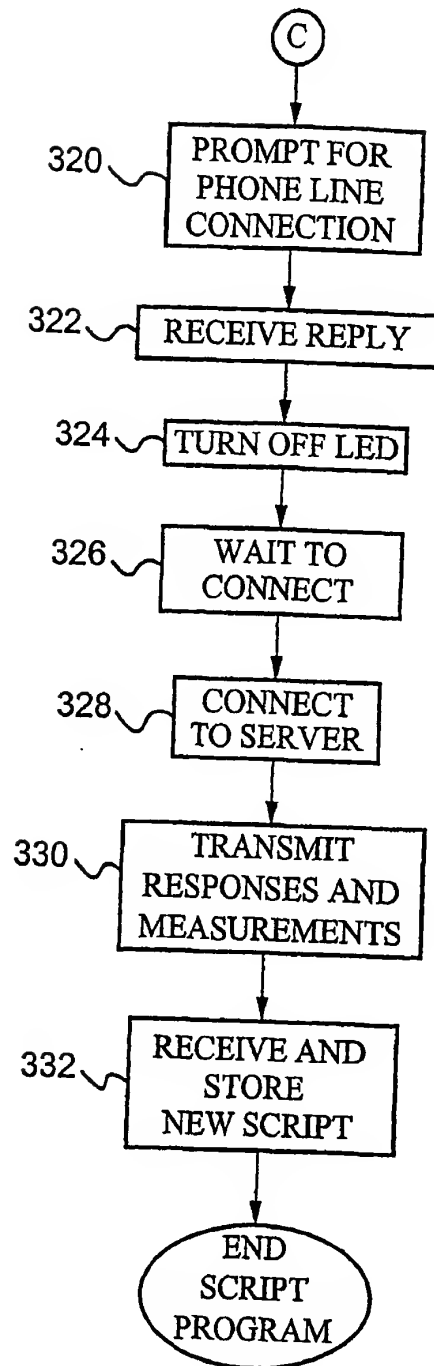 C
320
PROMPT FOR
PHONE LINE
CONNECTION
322
RECEIVE REPLY
324
TURN OFF LED
326
WAIT TO
CONNECT
328
CONNECT
TO SERVER
330
TRANSMIT
RESPONSES AND
MEASUREMENTS
332
RECEIVE AND
STORE
NEW SCRIPT
END
SCRIPT
PROGRAM